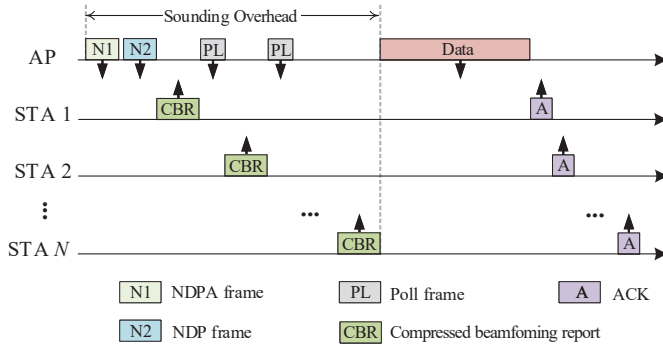 Sounding Overhead
AP N1 N2 PL PL Data
STA 1 CBR A
STA 2 CBR A
⋮ ... ...
STA N CBR A
N1 NDPA frame PL Poll frame A ACK
N2 NDP frame CBR Compressed beamfoming report